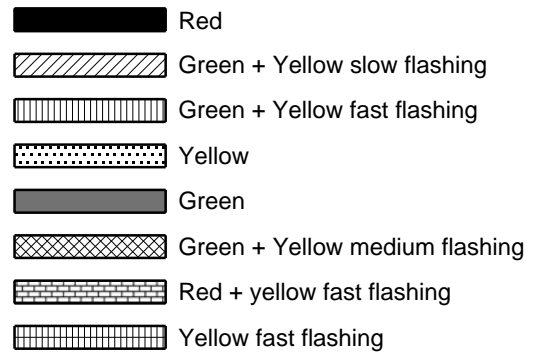 Red
Green + Yellow slow flashing
Green + Yellow fast flashing
Yellow
Green
Green + Yellow medium flashing
Red + yellow fast flashing
Yellow fast flashing